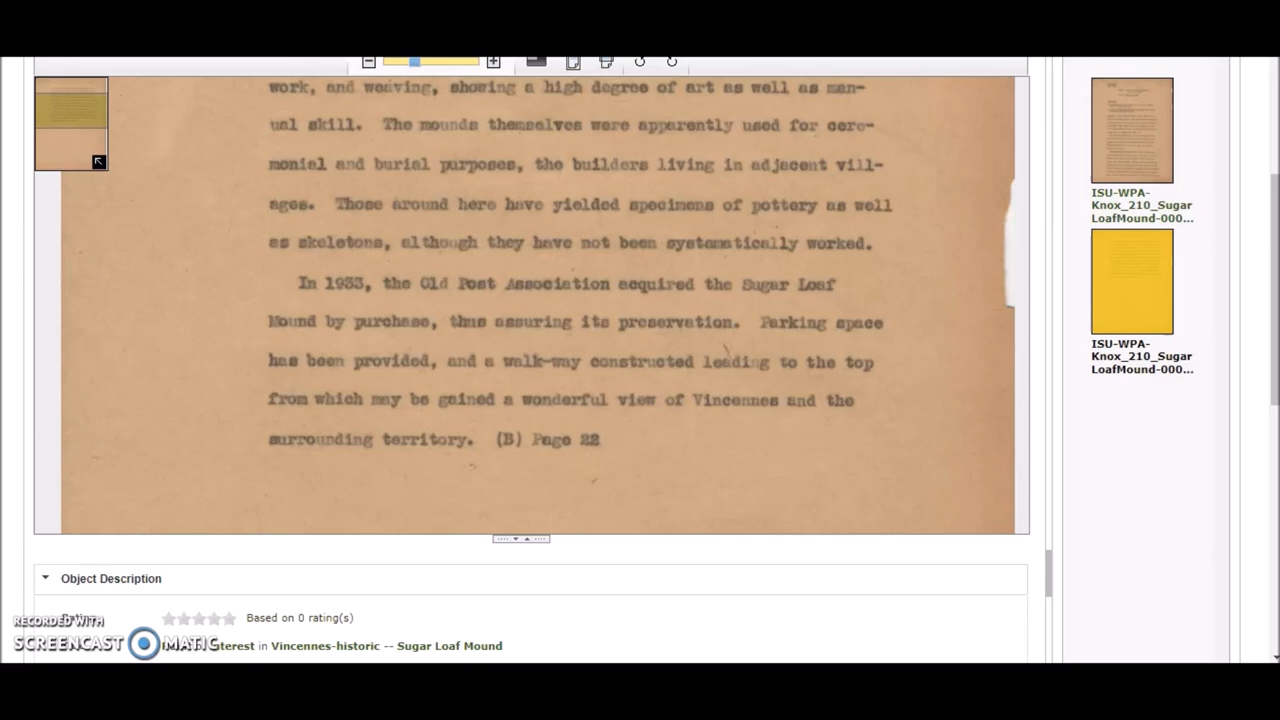 work, and weaving, showing a high degree of art as well as man-
ual skill. The mounds themselves were apparently used for cere-
monial and burial purposes, the builders living in adjacent vill-
ages. Those around here have yielded specimens of pottery as well
as skeletons, although they have not been systematically worked.
In 1933, the Old Post Association acquired the Sugar Loaf
Mound by purchase, thus assuring its preservation. Parking space
has been provided, and a walk-way constructed leading to the top
from which may be gained a wonderful view of Vincennes and the
surrounding territory. (B) Page 22
ISU-WPA-
Knox_210_Sugar
LoafMound-000...
ISU-WPA-
Knox_210_Sugar
LoafMound-000...
Object Description
Based on 0 rating(s)
RECORDED WITH
SCREENCAST MATIC
interest in Vincennes-historic -- Sugar Loaf Mound